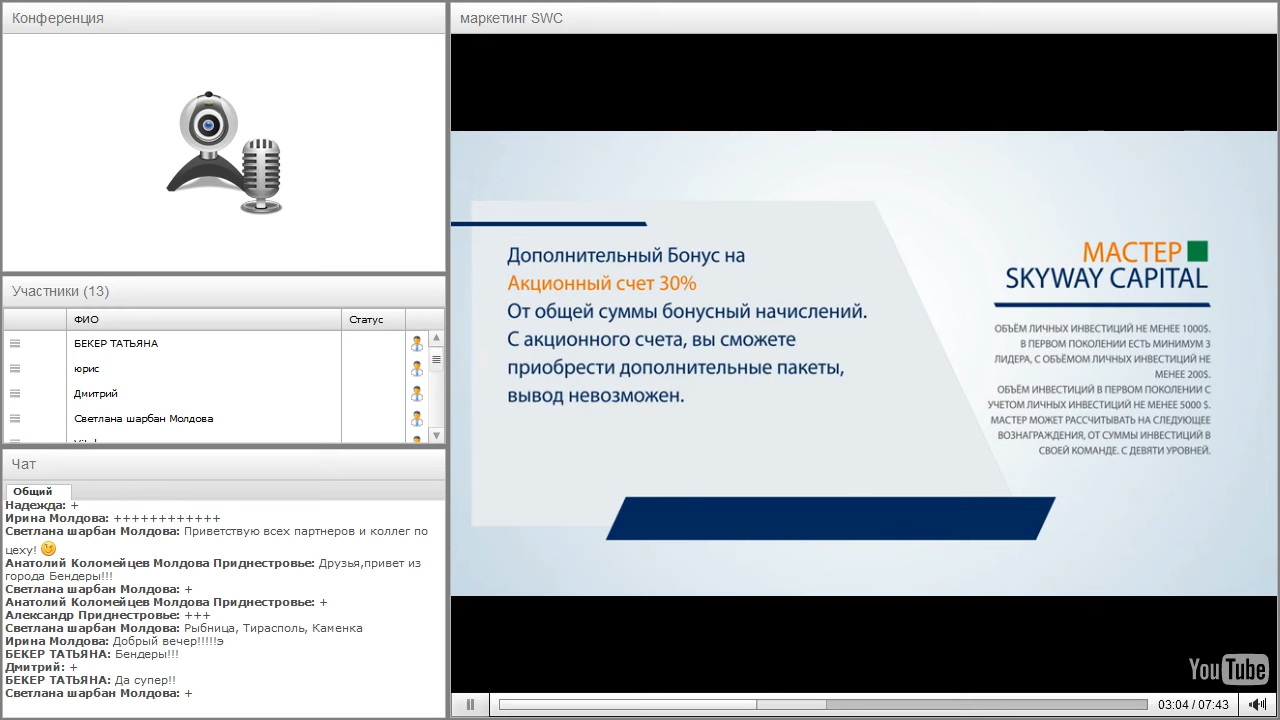 Конференция
маркетинг SWC
Участники (13)
ФИО
Статус
БЕКЕР ТАТЬЯНА
юрис
Дмитрий
Светлана шарбан Молдова
Чат
Общий
Надежда: +
Ирина Молдова: ++++++++++++
Светлана шарбан Молдова: Приветствую всех партнеров и коллег по
цеху!
Анатолий Коломейцев Молдова Приднестровье: Друзья,привет из
города Бендеры!!!
Светлана шарбан Молдова: +
Анатолий Коломейцев Молдова Приднестровье: +
Александр Приднестровье: +++
Светлана шарбан Молдова: Рыбница, Тирасполь, Каменка
Ирина Молдова: Добрый вечер!!!!!э
БЕКЕР ТАТЬЯНА: Бендеры!!!
Дмитрий: +
БЕКЕР ТАТЬЯНА: Да супер!!
Светлана шарбан Молдова: +
Дополнительный Бонус на
Акционный счет 30%
От общей суммы бонусный начислений.
С акционного счета, вы сможете
приобрести дополнительные пакеты,
вывод невозможен.
МАСТЕР
SKYWAY CAPITAL
ОБЪЁМ ЛИЧНЫХ ИНВЕСТИЦИЙ НЕ МЕНЕЕ 1000$.
В ПЕРВОМ ПОКОЛЕНИИ ЕСТЬ МИНИМУМ 3
ЛИДЕРА, С ОБЪЁМОМ ЛИЧНЫХ ИНВЕСТИЦИЙ НЕ
МЕНЕЕ 200$.
ОБЪЁМ ИНВЕСТИЦИЙ В ПЕРВОМ ПОКОЛЕНИИ С
УЧЕТОМ ЛИЧНЫХ ИНВЕСТИЦИЙ НЕ МЕНЕЕ 5000 $.
МАСТЕР МОЖЕТ РАССЧИТЫВАТЬ НА СЛЕДУЮЩЕЕ
ВОЗНАГРАЖДЕНИЯ, ОТ СУММЫ ИНВЕСТИЦИЙ В
СВОЕЙ КОМАНДЕ. С ДЕВЯТИ УРОВНЕЙ.
YouTube
03:04 / 07:43